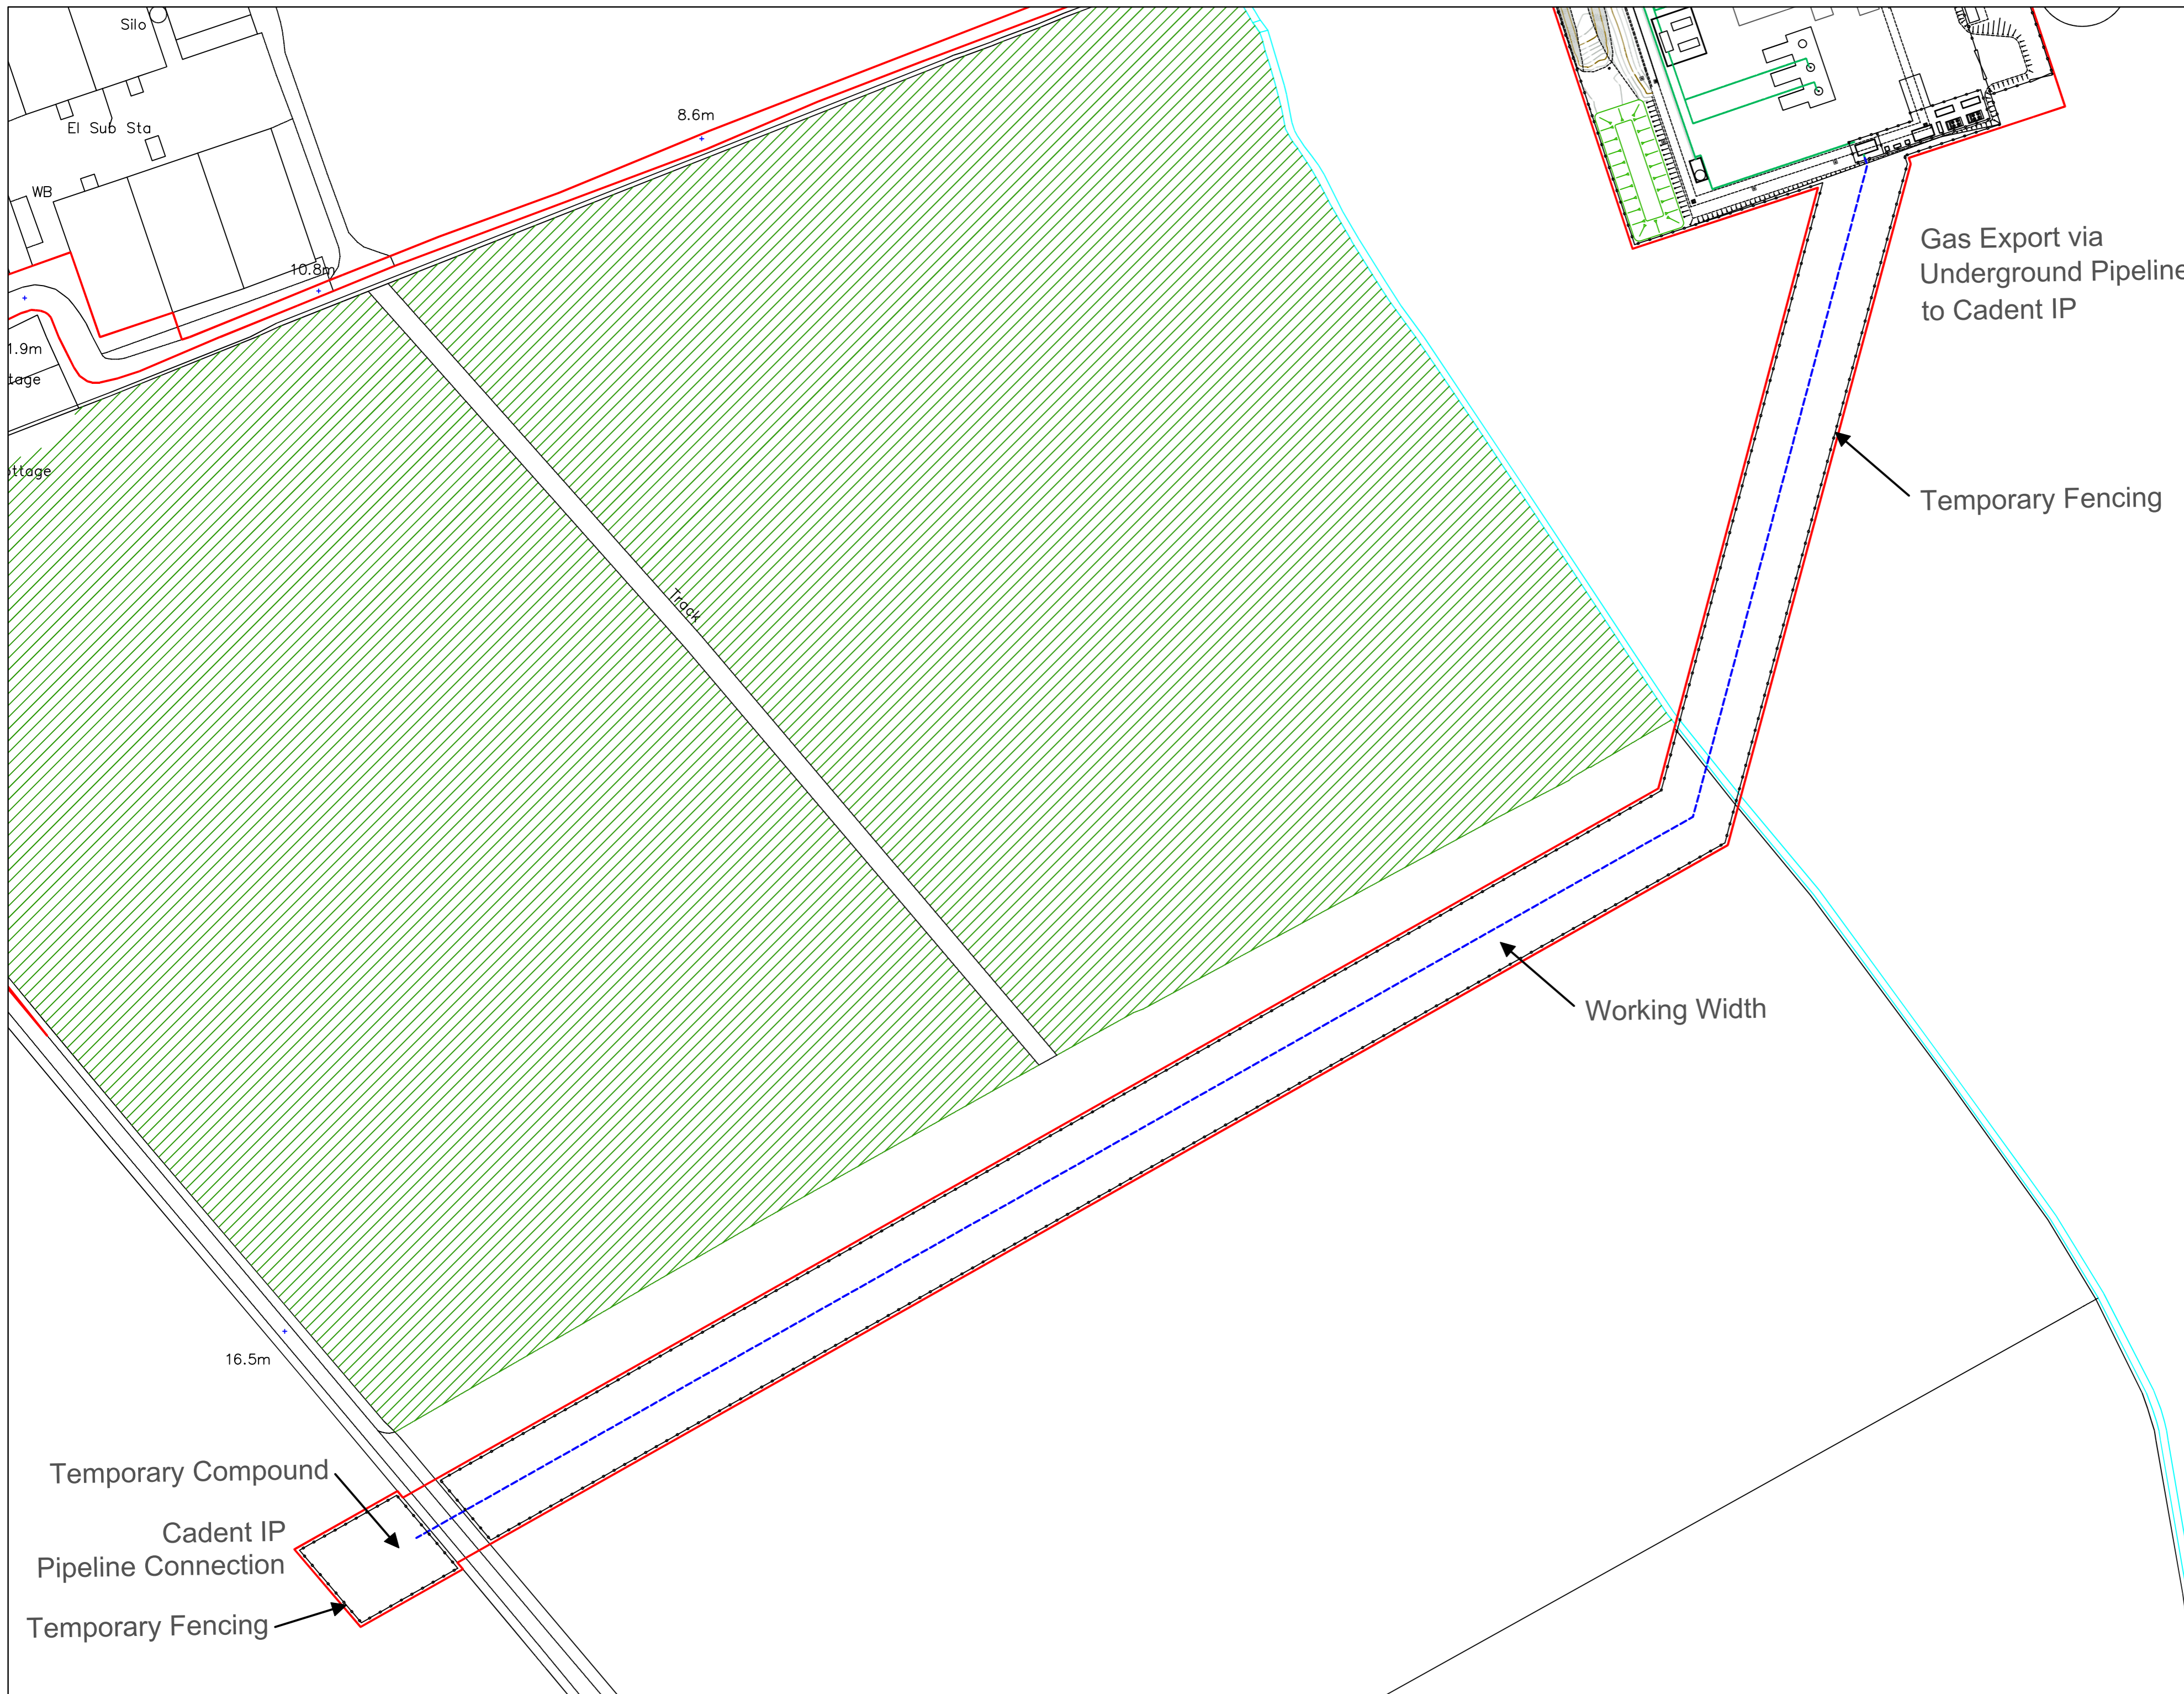 Silo
El Sub Sta
WB
8.6m
10.8m
1.9m
tage
ttage
Track
Gas Export via
Underground Pipeline
to Cadent IP
Temporary Fencing
Working Width
16.5m
Temporary Compound
Cadent IP
Pipeline Connection
Temporary Fencing